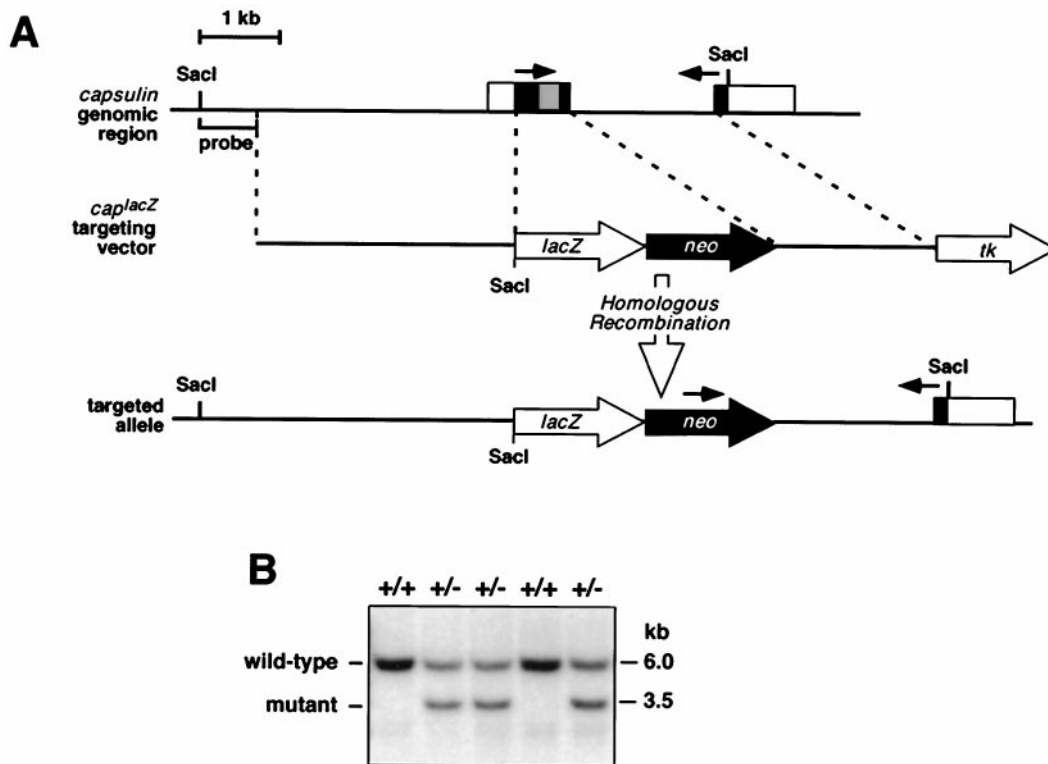 A
1 kb
SacI
SacI
capsulin
genomic
region
probe
cap^lacZ
targeting
vector
lacZ
neo
tk
SacI
Homologous
Recombination
SacI
SacI
targeted
allele
lacZ
neo
SacI
B
+/+ +/- +/- +/+ +/-
kb
wild-type
6.0
mutant
3.5